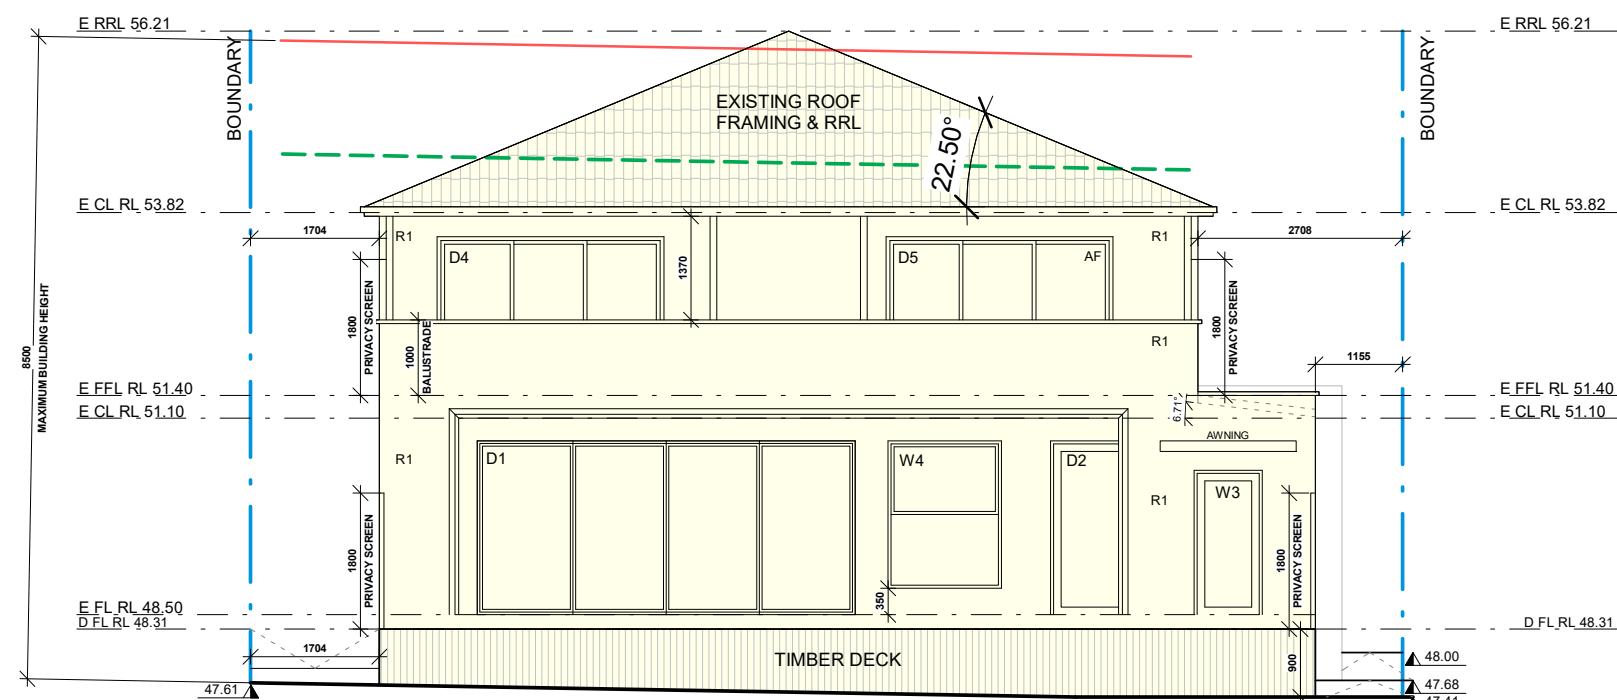 E RRL 56.21
E RRL 56.21
BOUNDARY
BOUNDARY
EXISTING ROOF
FRAMING & RRL
22.50°
E CL RL 53.82
E CL RL 53.82
1704
R1
R1
2708
D4
D5
AF
1370
1800
PRIVACY SCREEN
1000
BALUSTRADE
R1
1800
PRIVACY SCREEN
8500
MAXIMUM BUILDING HEIGHT
1155
E FFL RL 51.40
E FFL RL 51.40
E CL RL 51.10
E CL RL 51.10
6.71°
AWNING
R1
D1
W4
D2
W3
R1
1800
PRIVACY SCREEN
1800
PRIVACY SCREEN
350
E FL RL 48.50
D FL RL 48.31
D FL RL 48.31
1704
TIMBER DECK
900
48.00
47.61
47.68